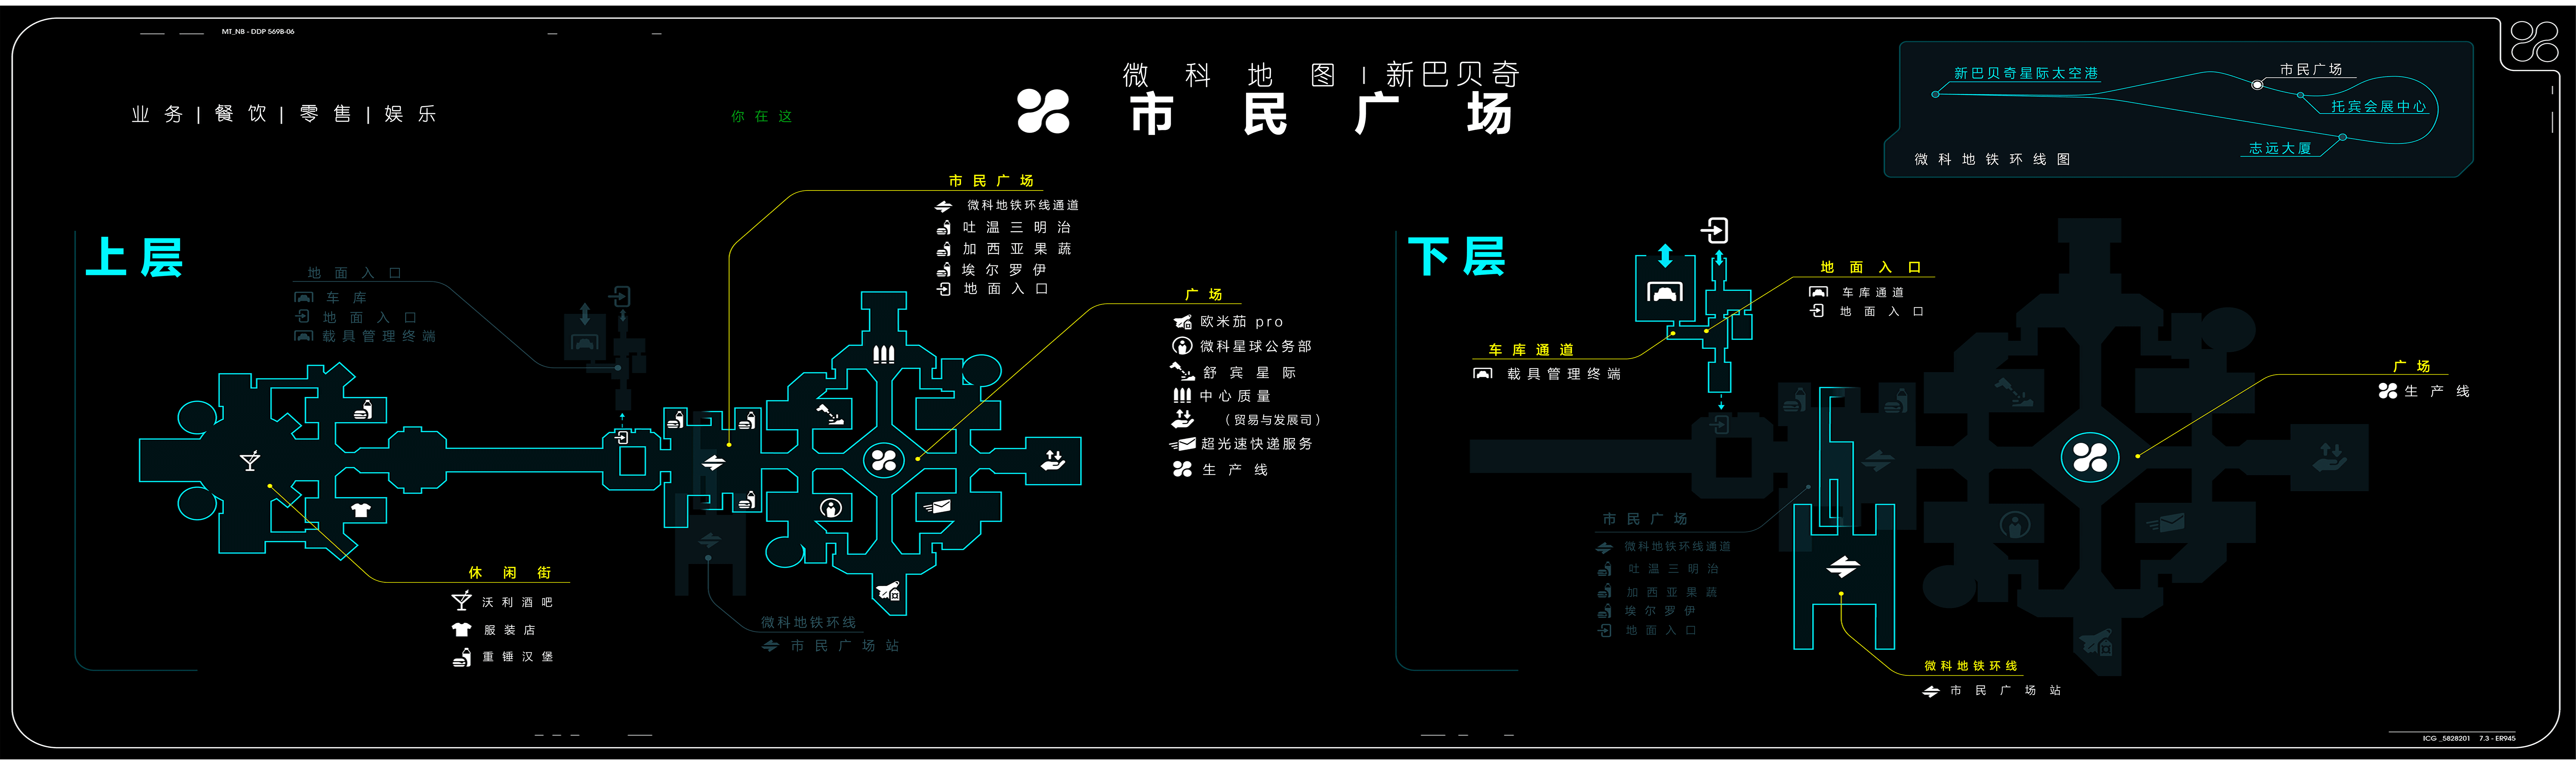 MT_NB - DDP 569B-06
微科地图 | 新巴贝奇
市民广场
业务 | 餐饮 | 零售 | 娱乐
你在这
新巴贝奇星际太空港
市民广场
托宾会展中心
志远大厦
微科地铁环线图
上层
地面入口
车库
地面入口
载具管理终端
市民广场
微科地铁环线通道
吐温三明治
加西亚果蔬
埃尔罗伊
地面入口
广场
欧米茄 pro
微科星球公务部
舒宾星际
中心质量
（贸易与发展司）
超光速快递服务
生产线
休闲街
沃利酒吧
服装店
重锤汉堡
微科地铁环线
市民广场站
下层
地面入口
车库通道
地面入口
车库通道
载具管理终端
广场
生产线
市民广场
微科地铁环线通道
吐温三明治
加西亚果蔬
埃尔罗伊
地面入口
微科地铁环线
市民广场站
ICG _5828201 7.3 - ER945